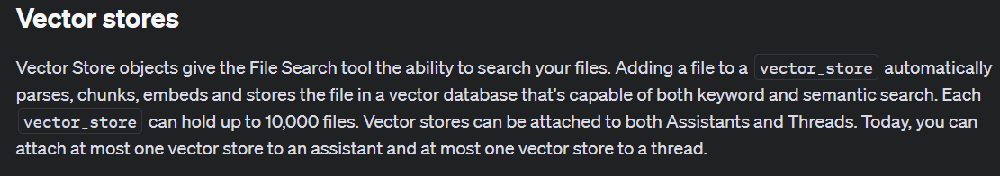 Vector stores
Vector Store objects give the File Search tool the ability to search your files. Adding a file to a vector_store automatically
parses, chunks, embeds and stores the file in a vector database that's capable of both keyword and semantic search. Each
vector_store can hold up to 10,000 files. Vector stores can be attached to both Assistants and Threads. Today, you can
attach at most one vector store to an assistant and at most one vector store to a thread.